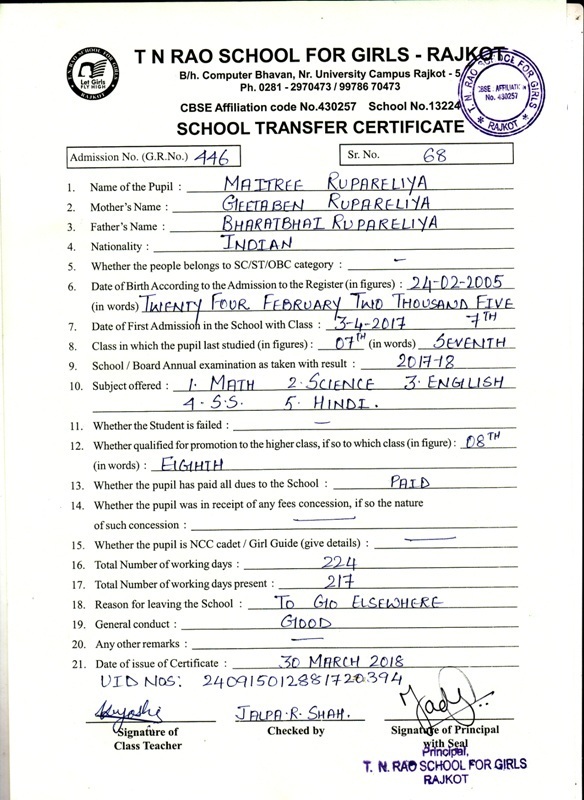 T N RAO SCHOOL FOR GIRLS - RAJKOT
B/h. Computer Bhavan, Nr. University Campus Rajkot - 5
Ph. 0281 - 2970473 / 99786 70473
CBSE Affiliation code No.430257 School No.13224
SCHOOL TRANSFER CERTIFICATE
T. N. RAO SCHOOL FOR GIRLS
Let Girls
FLY HIGH
RAJKOT
T. N. RAO SCHOOL FOR GIRLS
CBSE AFFILIATION
No. 430257
RAJKOT
Admission No. (G.R.No.) 446 Sr. No. 68
1. Name of the Pupil : MAITREE RUPARELIYA
2. Mother's Name : GEETABEN RUPARELIYA
3. Father's Name : BHARATBHAI RUPARELIYA
4. Nationality : INDIAN
5. Whether the people belongs to SC/ST/OBC category : —
6. Date of Birth According to the Admission to the Register (in figures) : 24-02-2005
(in words) TWENTY FOUR FEBRUARY TWO THOUSAND FIVE
7. Date of First Admission in the School with Class : 3-4-2017 7TH
8. Class in which the pupil last studied (in figures) : 07TH (in words) SEVENTH
9. School / Board Annual examination as taken with result : 2017-18
10. Subject offered : 1. MATH 2. SCIENCE 3. ENGLISH
4. S.S. 5. HINDI.
11. Whether the Student is failed : —
12. Whether qualified for promotion to the higher class, if so to which class (in figure) : 08TH
(in words) : EIGHTH
13. Whether the pupil has paid all dues to the School : PAID
14. Whether the pupil was in receipt of any fees concession, if so the nature
of such concession : —
15. Whether the pupil is NCC cadet / Girl Guide (give details) : —
16. Total Number of working days : 224
17. Total Number of working days present : 217
18. Reason for leaving the School : TO GO ELSEWHERE
19. General conduct : GOOD
20. Any other remarks : —
21. Date of issue of Certificate : 30 MARCH 2018
UID NOS: 240915012881720394
JALPA·R·SHAH.
Signature of Checked by Signature of Principal
Class Teacher with Seal
Principal,
T. N. RAO SCHOOL FOR GIRLS
RAJKOT